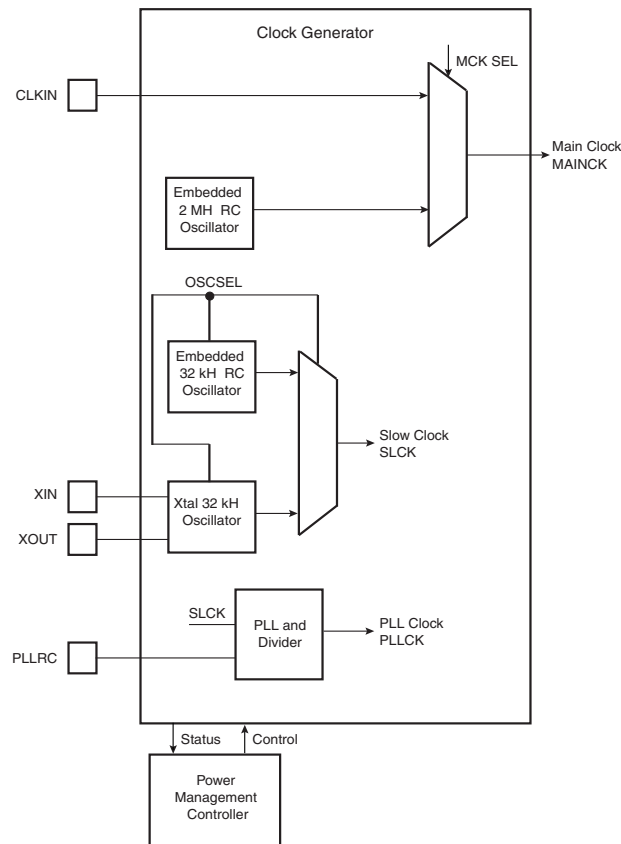 Clock Generator
MCK SEL
CLKIN
Main Clock
MAINCK
Embedded
2 MH RC
Oscillator
OSCSEL
Embedded
32 kH RC
Oscillator
Slow Clock
SLCK
XIN
Xtal 32 kH
Oscillator
XOUT
SLCK
PLL and
Divider
PLL Clock
PLLCK
PLLRC
Status
Control
Power
Management
Controller